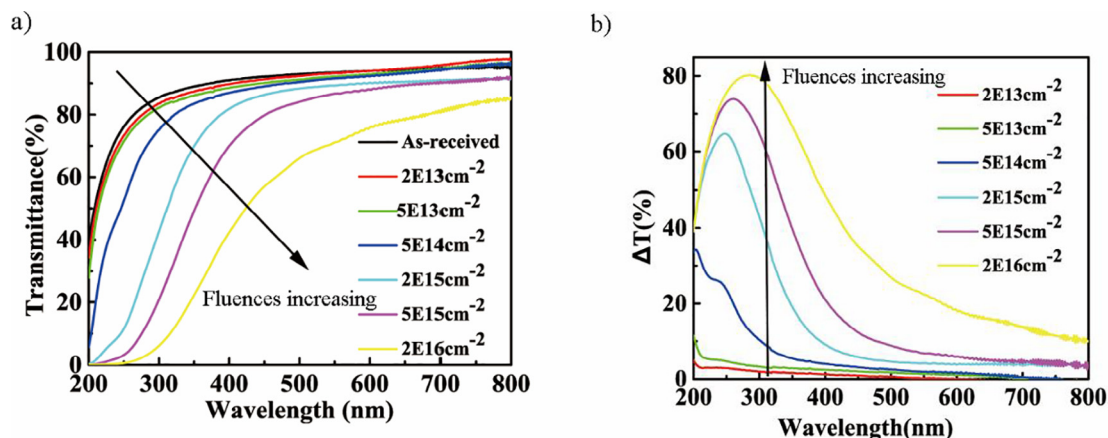 a)
Transmittance(%)
100
80
60
40
20
0
As-received
2E13cm-2
5E13cm-2
5E14cm-2
2E15cm-2
5E15cm-2
2E16cm-2
Fluences increasing
200 300 400 500 600 700 800
Wavelength (nm)
b)
ΔT(%)
80
60
40
20
0
Fluences increasing
2E13cm-2
5E13cm-2
5E14cm-2
2E15cm-2
5E15cm-2
2E16cm-2
200 300 400 500 600 700 800
Wavelength(nm)